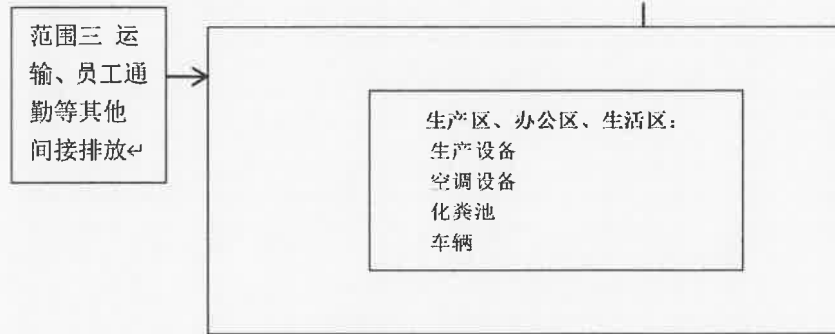 范围三 运
输、员工通
勤等其他
间接排放↵
生产区、办公区、生活区：
生产设备
空调设备
化粪池
车辆